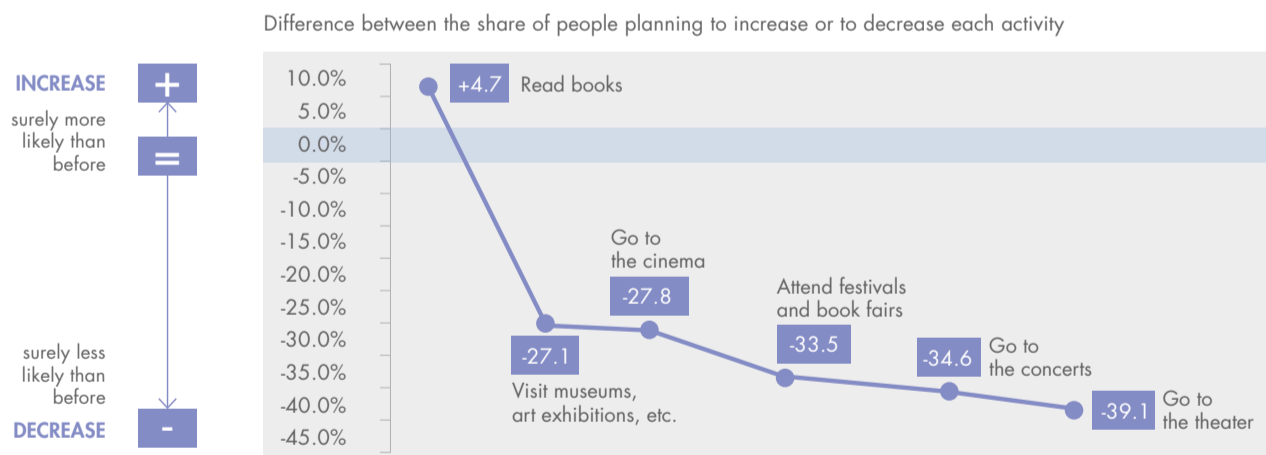 Difference between the share of people planning to increase or to decrease each activity
INCREASE
+
surely more
likely than
before
=
surely less
likely than
before
DECREASE
-
10.0%
5.0%
0.0%
-5.0%
-10.0%
-15.0%
-20.0%
-25.0%
-30.0%
-35.0%
-40.0%
-45.0%
+4.7 Read books
-27.1
Visit museums,
art exhibitions, etc.
Go to
the cinema
-27.8
Attend festivals
and book fairs
-33.5
-34.6
Go to
the concerts
-39.1
Go to
the theater